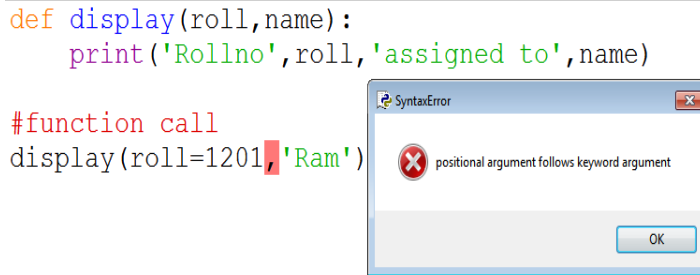 def display(roll,name):
    print('Rollno',roll,'assigned to',name)
SyntaxError
#function call
display(roll=1201,'Ram')
positional argument follows keyword argument
OK